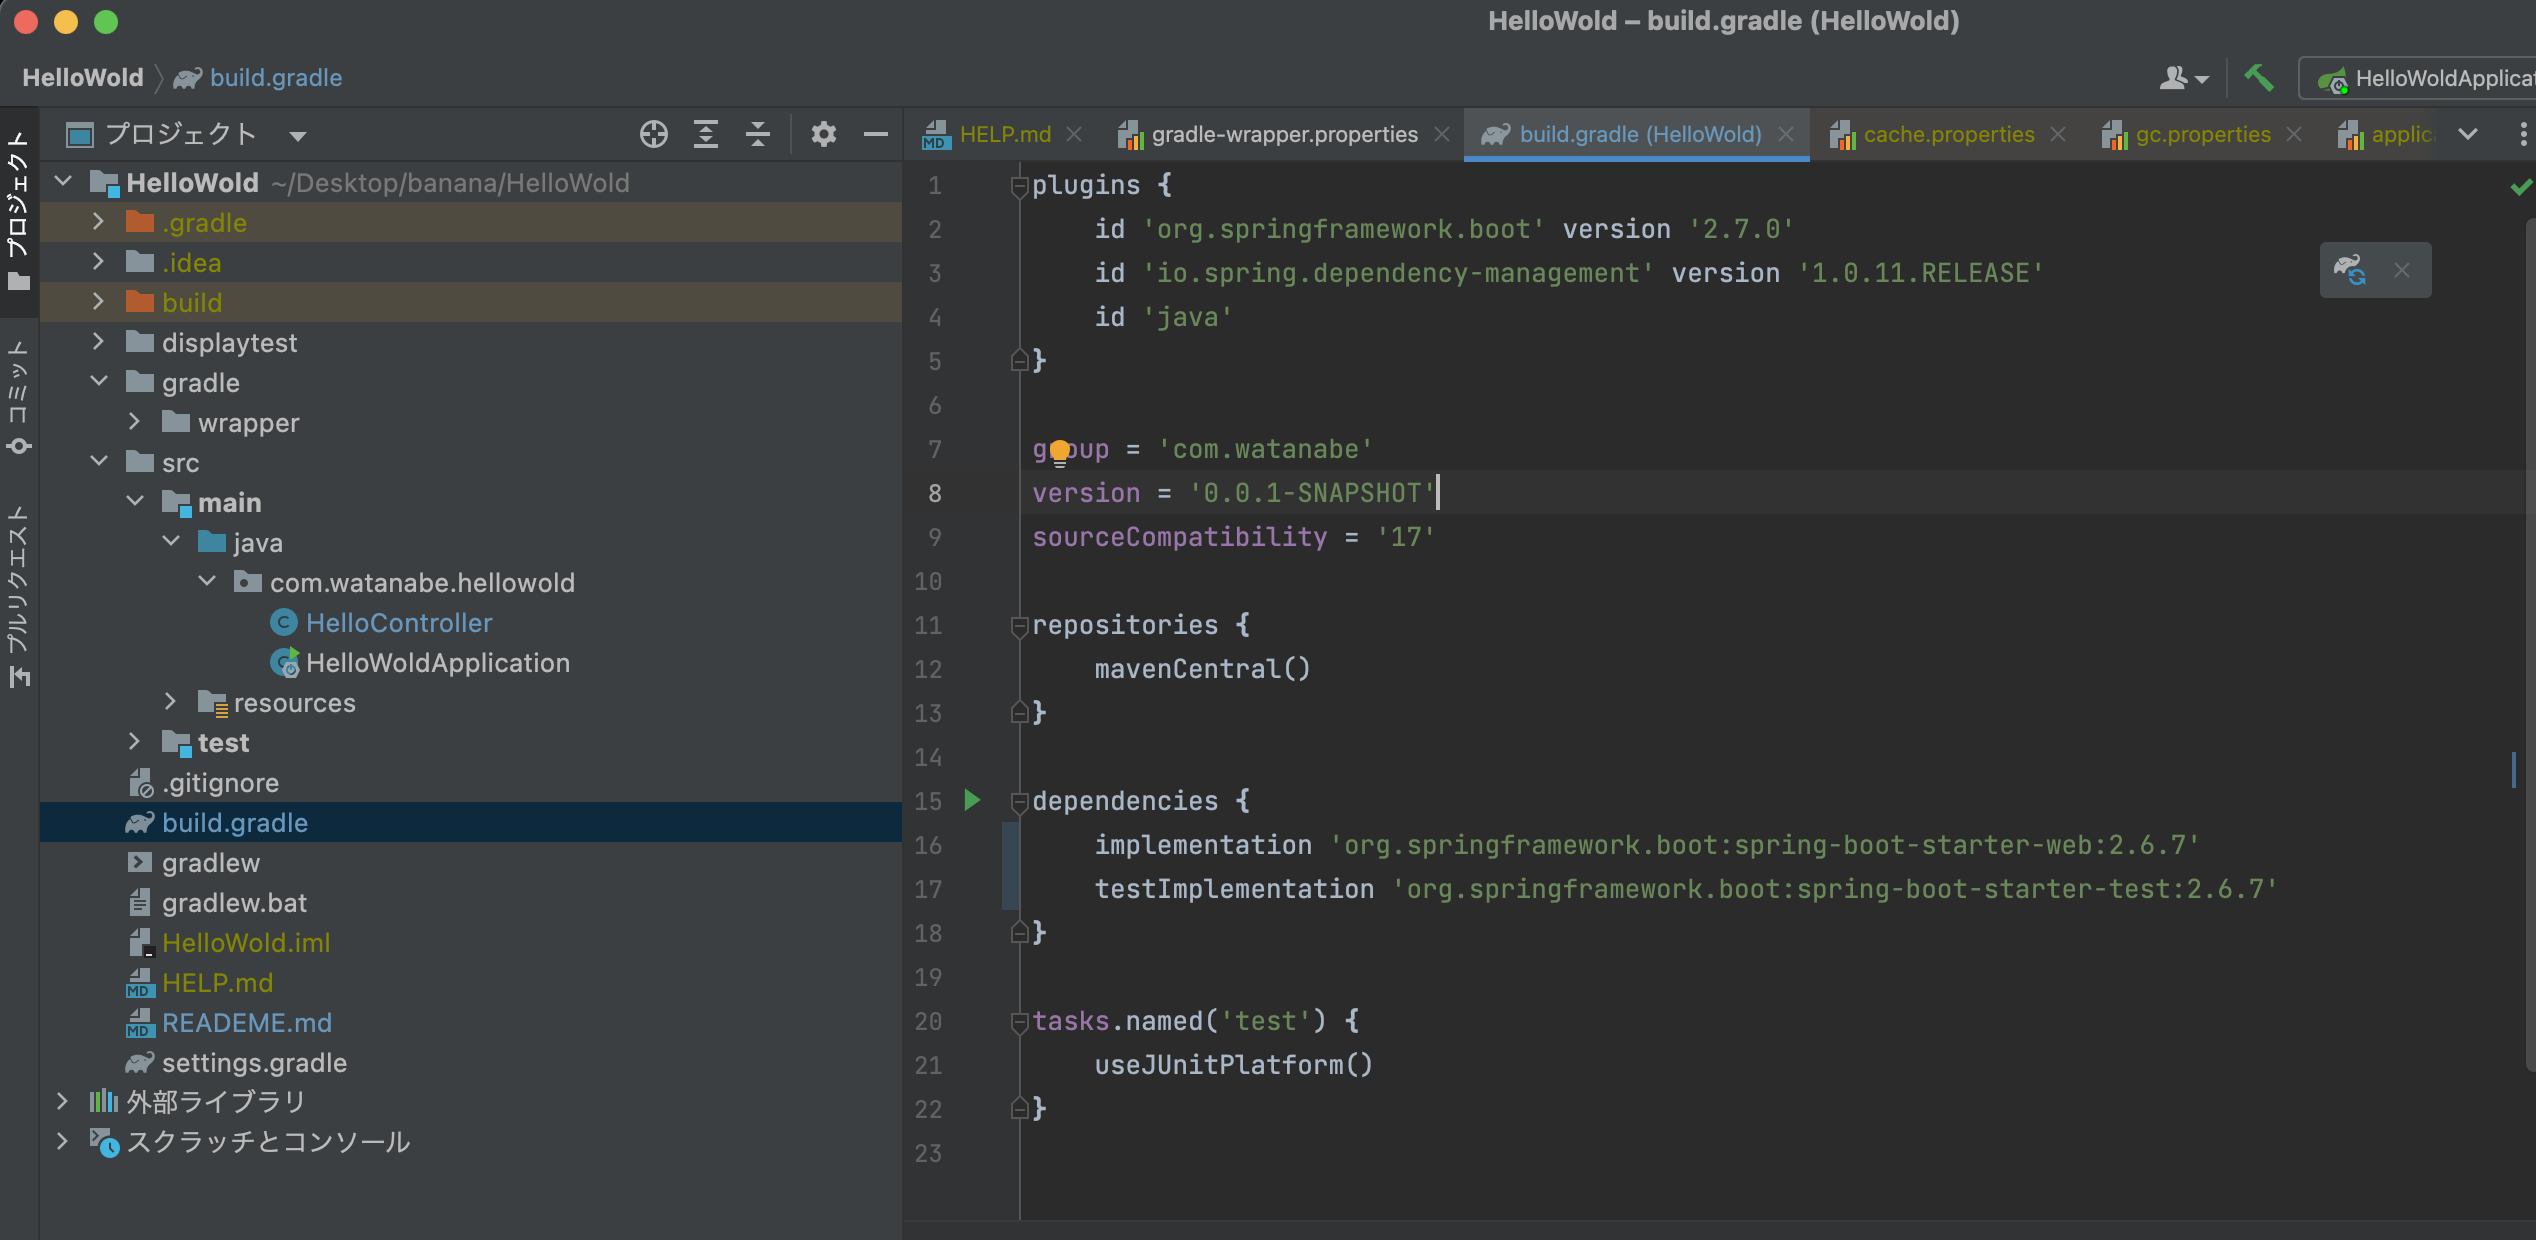 HelloWold – build.gradle (HelloWold)
HelloWold
build.gradle
HelloWoldApplicat
プロジェクト
コミット
プルリクエスト
プロジェクト
HelloWold ~/Desktop/banana/HelloWold
.gradle
.idea
build
displaytest
gradle
wrapper
src
main
java
com.watanabe.hellowold
HelloController
HelloWoldApplication
resources
test
.gitignore
build.gradle
gradlew
gradlew.bat
HelloWold.iml
HELP.md
READEME.md
settings.gradle
外部ライブラリ
スクラッチとコンソール
HELP.md
gradle-wrapper.properties
build.gradle (HelloWold)
cache.properties
gc.properties
applic
1 plugins {
2 id 'org.springframework.boot' version '2.7.0'
3 id 'io.spring.dependency-management' version '1.0.11.RELEASE'
4 id 'java'
5 }
6
7 group = 'com.watanabe'
8 version = '0.0.1-SNAPSHOT'
9 sourceCompatibility = '17'
10
11 repositories {
12 mavenCentral()
13 }
14
15 dependencies {
16 implementation 'org.springframework.boot:spring-boot-starter-web:2.6.7'
17 testImplementation 'org.springframework.boot:spring-boot-starter-test:2.6.7'
18 }
19
20 tasks.named('test') {
21 useJUnitPlatform()
22 }
23